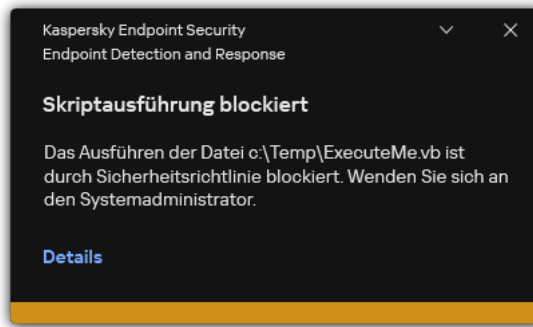 Kaspersky Endpoint Security
Endpoint Detection and Response
Skriptausführung blockiert
Das Ausführen der Datei c:\Temp\ExecuteMe.vb ist
durch Sicherheitsrichtlinie blockiert. Wenden Sie sich an
den Systemadministrator.
Details